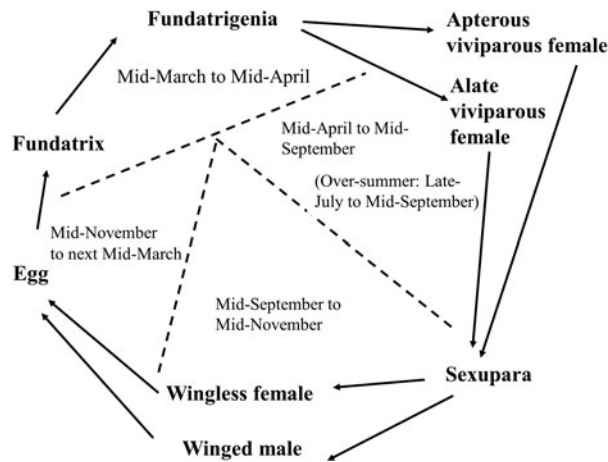 Fundatrigenia
Apterous
viviparous female
Mid-March to Mid-April
Alate
viviparous
female
Fundatrix
Mid-April to Mid-
September
(Over-summer: Late-
July to Mid-September)
Mid-November
to next Mid-March
Egg
Mid-September to
Mid-November
Sexupara
Wingless female
Winged male